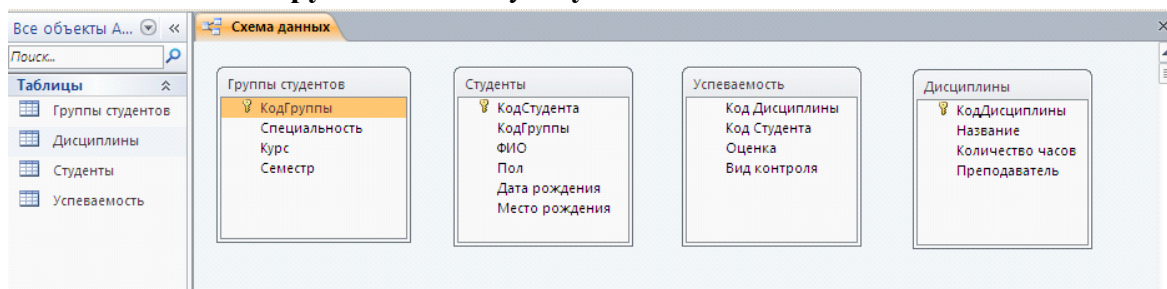 Все объекты А...
Поиск...
Таблицы
Группы студентов
Дисциплины
Студенты
Успеваемость
Схема данных
Группы студентов
КодГруппы
Специальность
Курс
Семестр
Студенты
КодСтудента
КодГруппы
ФИО
Пол
Дата рождения
Место рождения
Успеваемость
Код Дисциплины
Код Студента
Оценка
Вид контроля
Дисциплины
КодДисциплины
Название
Количество часов
Преподаватель